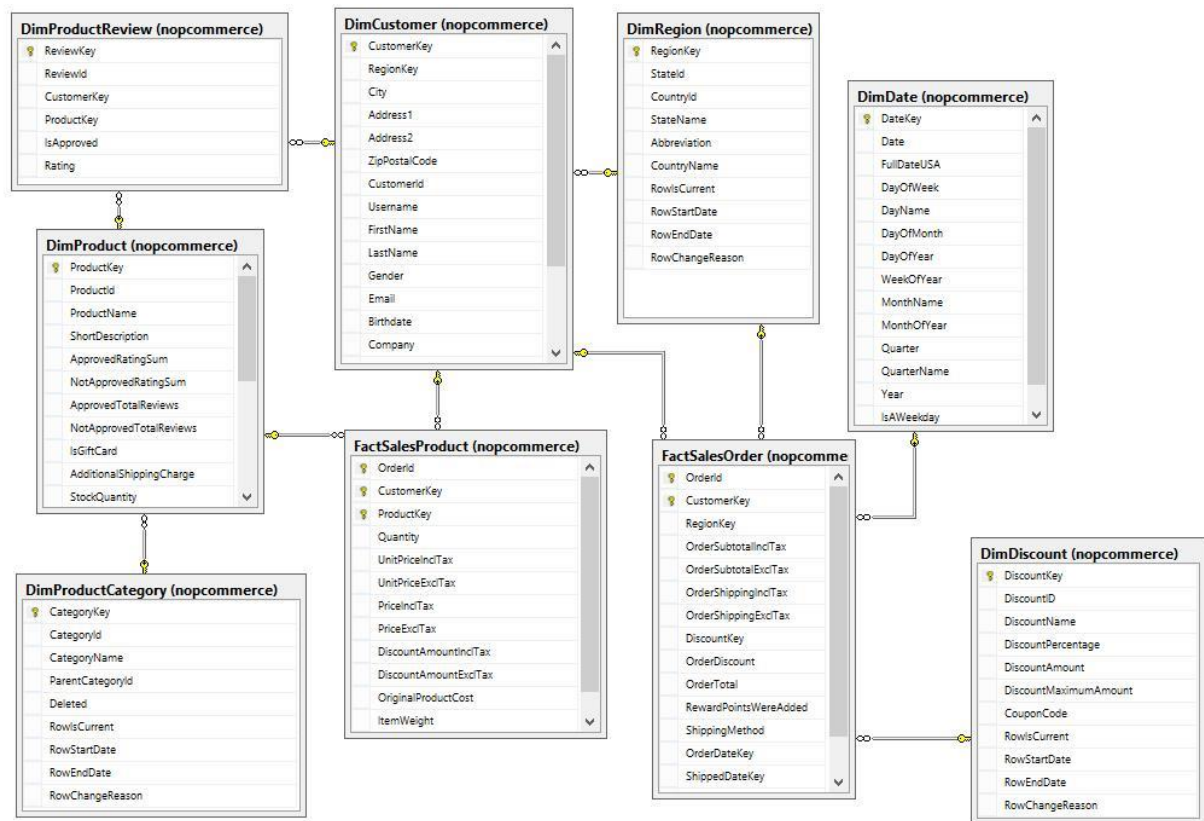 DimProductReview (nopcommerce)
ReviewKey
ReviewId
CustomerKey
ProductKey
IsApproved
Rating
DimCustomer (nopcommerce)
CustomerKey
RegionKey
City
Address1
Address2
ZipPostalCode
CustomerId
Username
FirstName
LastName
Gender
Email
Birthdate
Company
DimRegion (nopcommerce)
RegionKey
StateId
CountryId
StateName
Abbreviation
CountryName
RowIsCurrent
RowStartDate
RowEndDate
RowChangeReason
DimDate (nopcommerce)
DateKey
Date
FullDateUSA
DayOfWeek
DayName
DayOfMonth
DayOfYear
WeekOfYear
MonthName
MonthOfYear
Quarter
QuarterName
Year
IsAWeekday
DimProduct (nopcommerce)
ProductKey
ProductId
ProductName
ShortDescription
ApprovedRatingSum
NotApprovedRatingSum
ApprovedTotalReviews
NotApprovedTotalReviews
IsGiftCard
AdditionalShippingCharge
StockQuantity
FactSalesProduct (nopcommerce)
OrderId
CustomerKey
ProductKey
Quantity
UnitPriceInclTax
UnitPriceExclTax
PriceInclTax
PriceExclTax
DiscountAmountInclTax
DiscountAmountExclTax
OriginalProductCost
ItemWeight
FactSalesOrder (nopcomme
OrderId
CustomerKey
RegionKey
OrderSubtotalInclTax
OrderSubtotalExclTax
OrderShippingInclTax
OrderShippingExclTax
DiscountKey
OrderDiscount
OrderTotal
RewardPointsWereAdded
ShippingMethod
OrderDateKey
ShippedDateKey
DimProductCategory (nopcommerce)
CategoryKey
CategoryId
CategoryName
ParentCategoryId
Deleted
RowIsCurrent
RowStartDate
RowEndDate
RowChangeReason
DimDiscount (nopcommerce)
DiscountKey
DiscountID
DiscountName
DiscountPercentage
DiscountAmount
DiscountMaximumAmount
CouponCode
RowIsCurrent
RowStartDate
RowEndDate
RowChangeReason